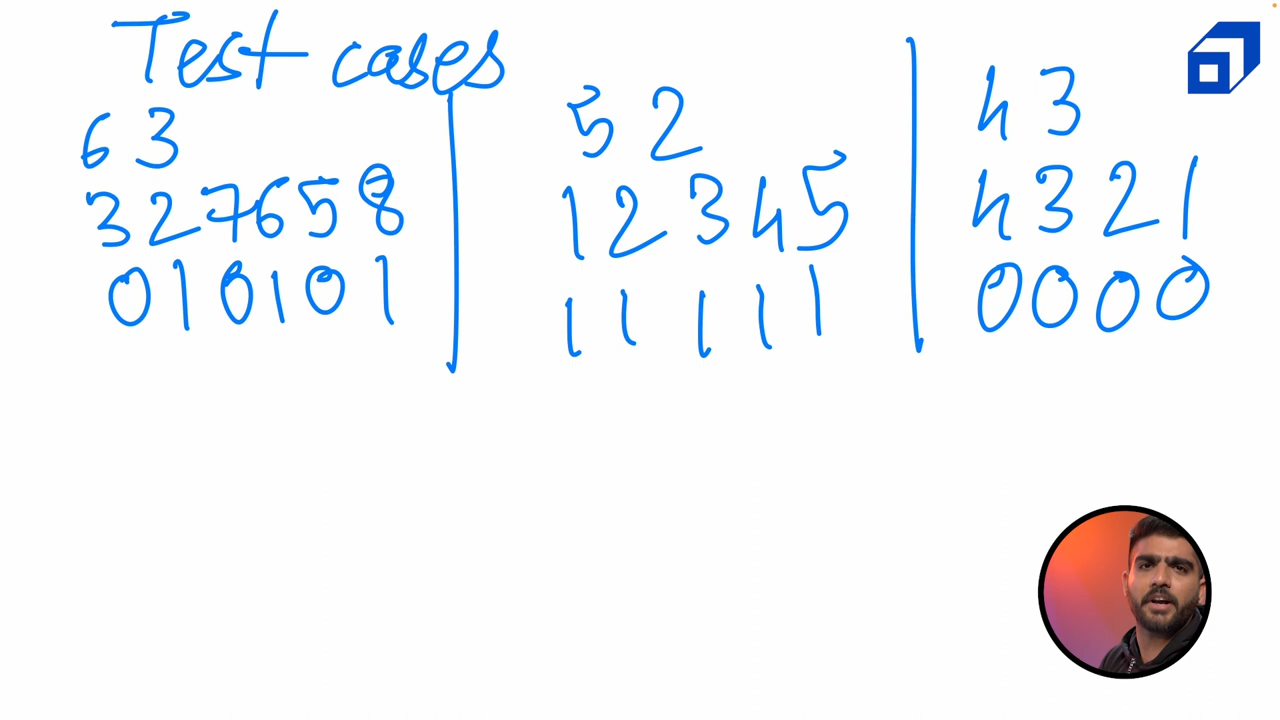 Test cases
6 3
3 2 7 6 5 8
0 1 0 1 0 1
5 2
1 2 3 4 5
1 1 1 1 1
4 3
4 3 2 1
0 0 0 0